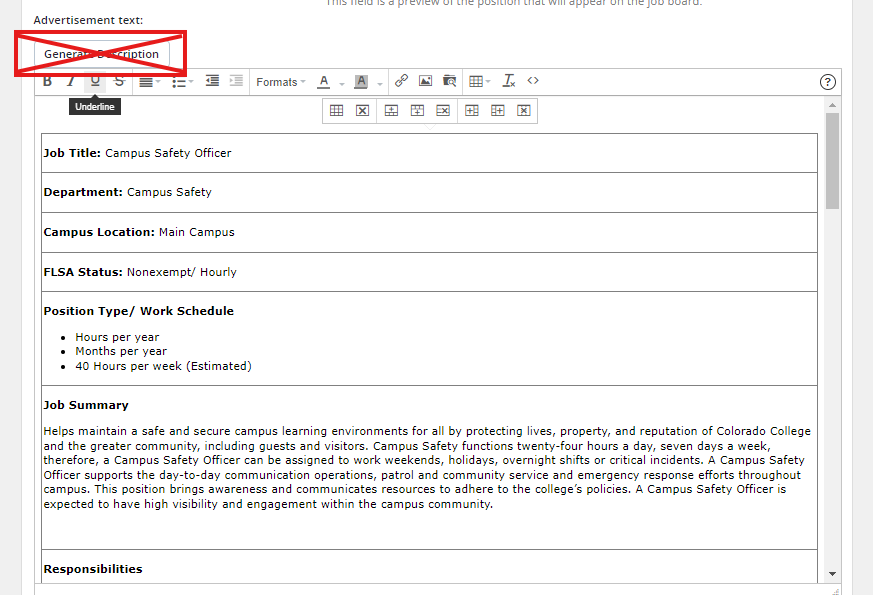 This field is a preview of the position that will appear on the job board.
Advertisement text:
Generate Description
B I U S Formats A A
?
Underline
Job Title: Campus Safety Officer
Department: Campus Safety
Campus Location: Main Campus
FLSA Status: Nonexempt/ Hourly
Position Type/ Work Schedule
• Hours per year
• Months per year
• 40 Hours per week (Estimated)
Job Summary
Helps maintain a safe and secure campus learning environments for all by protecting lives, property, and reputation of Colorado College
and the greater community, including guests and visitors. Campus Safety functions twenty-four hours a day, seven days a week,
therefore, a Campus Safety Officer can be assigned to work weekends, holidays, overnight shifts or critical incidents. A Campus Safety
Officer supports the day-to-day communication operations, patrol and community service and emergency response efforts throughout
campus. This position brings awareness and communicates resources to adhere to the college's policies. A Campus Safety Officer is
expected to have high visibility and engagement within the campus community.
Responsibilities